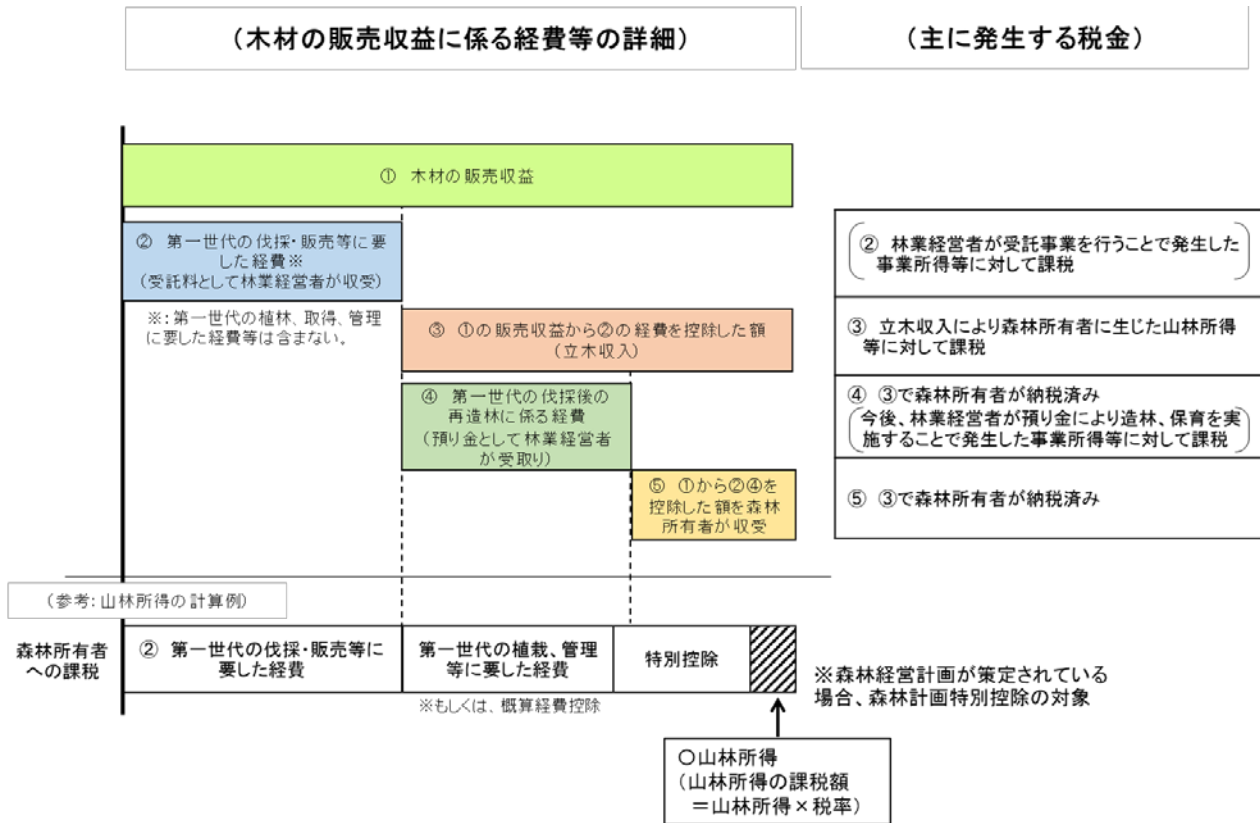 (木材の販売収益に係る経費等の詳細)
(主に発生する税金)
① 木材の販売収益
② 第一世代の伐採・販売等に要
した経費※
(受託料として林業経営者が収受)
※:第一世代の植林、取得、管理
に要した経費等は含まない。
③ ①の販売収益から②の経費を控除した額
(立木収入)
④ 第一世代の伐採後の
再造林に係る経費
(預り金として林業経営者
が受取り)
⑤ ①から②④を
控除した額を森林
所有者が収受
② 林業経営者が受託事業を行うことで発生した
事業所得等に対して課税
③ 立木収入により森林所有者に生じた山林所得
等に対して課税
④ ③で森林所有者が納税済み
今後、林業経営者が預り金により造林、保育を実
施することで発生した事業所得等に対して課税
⑤ ③で森林所有者が納税済み
(参考:山林所得の計算例)
森林所有者
への課税
② 第一世代の伐採・販売等に
要した経費
第一世代の植栽、管理
等に要した経費
特別控除
※もしくは、概算経費控除
※森林経営計画が策定されている
場合、森林計画特別控除の対象
〇山林所得
(山林所得の課税額
=山林所得×税率)